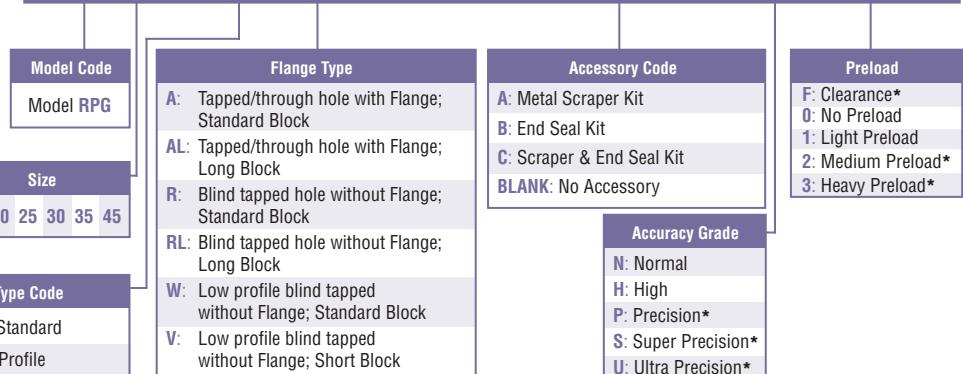 Model Code
Model RPG
Size
25 30 35 45
Type Code
Standard
Profile
Flange Type
A: Tapped/through hole with Flange;
Standard Block
AL: Tapped/through hole with Flange;
Long Block
R: Blind tapped hole without Flange;
Standard Block
RL: Blind tapped hole without Flange;
Long Block
W: Low profile blind tapped
without Flange; Standard Block
V: Low profile blind tapped
without Flange; Short Block
Accessory Code
A: Metal Scraper Kit
B: End Seal Kit
C: Scraper & End Seal Kit
BLANK: No Accessory
Accuracy Grade
N: Normal
H: High
P: Precision*
S: Super Precision*
U: Ultra Precision*
Preload
F: Clearance*
0: No Preload
1: Light Preload
2: Medium Preload*
3: Heavy Preload*